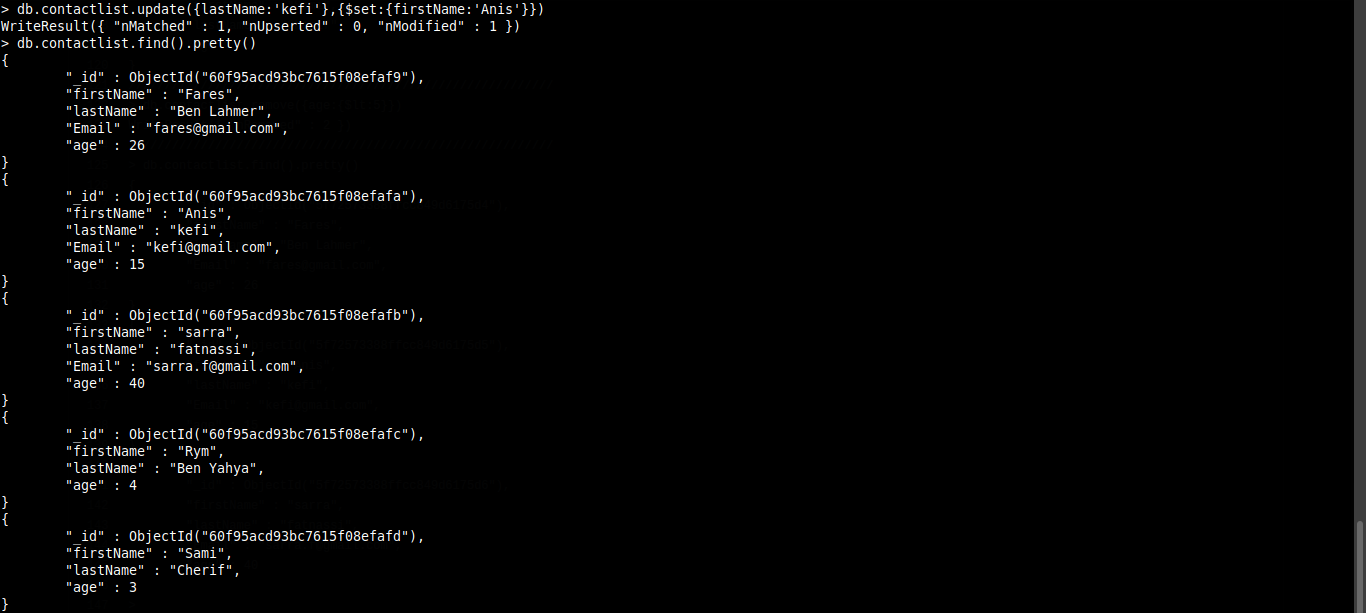 > db.contactlist.update({lastName:'kefi'},{$set:{firstName:'Anis'}})
WriteResult({ "nMatched" : 1, "nUpserted" : 0, "nModified" : 1 })
> db.contactlist.find().pretty()
{
        "_id" : ObjectId("60f95acd93bc7615f08efaf9"),
        "firstName" : "Fares",
        "lastName" : "Ben Lahmer",
        "Email" : "fares@gmail.com",
        "age" : 26
}
{
        "_id" : ObjectId("60f95acd93bc7615f08efafa"),
        "firstName" : "Anis",
        "lastName" : "kefi",
        "Email" : "kefi@gmail.com",
        "age" : 15
}
{
        "_id" : ObjectId("60f95acd93bc7615f08efafb"),
        "firstName" : "sarra",
        "lastName" : "fatnassi",
        "Email" : "sarra.f@gmail.com",
        "age" : 40
}
{
        "_id" : ObjectId("60f95acd93bc7615f08efafc"),
        "firstName" : "Rym",
        "lastName" : "Ben Yahya",
        "age" : 4
}
{
        "_id" : ObjectId("60f95acd93bc7615f08efafd"),
        "firstName" : "Sami",
        "lastName" : "Cherif",
        "age" : 3
}